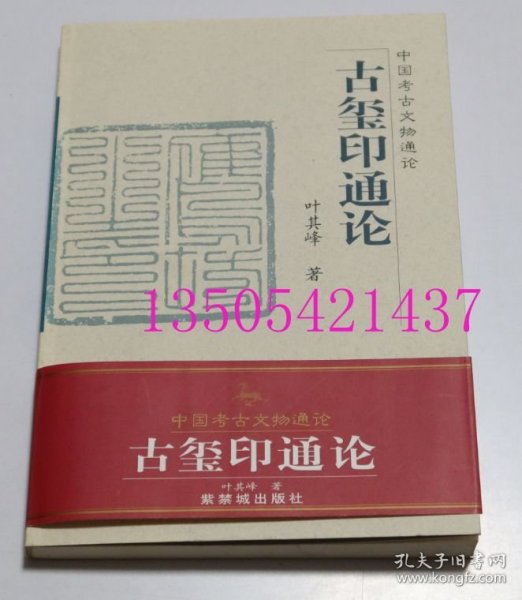 中国考古文物通论
古玺印通论
叶其峰 著
13505421437
中国考古文物通论
古玺印通论
叶其峰 著
紫禁城出版社
孔夫子旧书网
www.kongfz.com